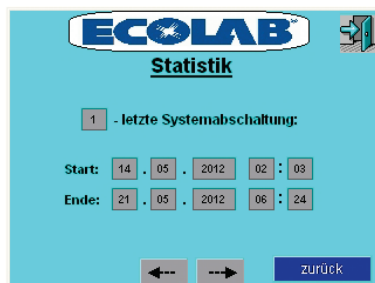 ECOLAB
Statistik
1 - letzte Systemabschaltung:
Start: 14 . 05 . 2012 02 : 03
Ende: 21 . 05 . 2012 06 : 24
zurück